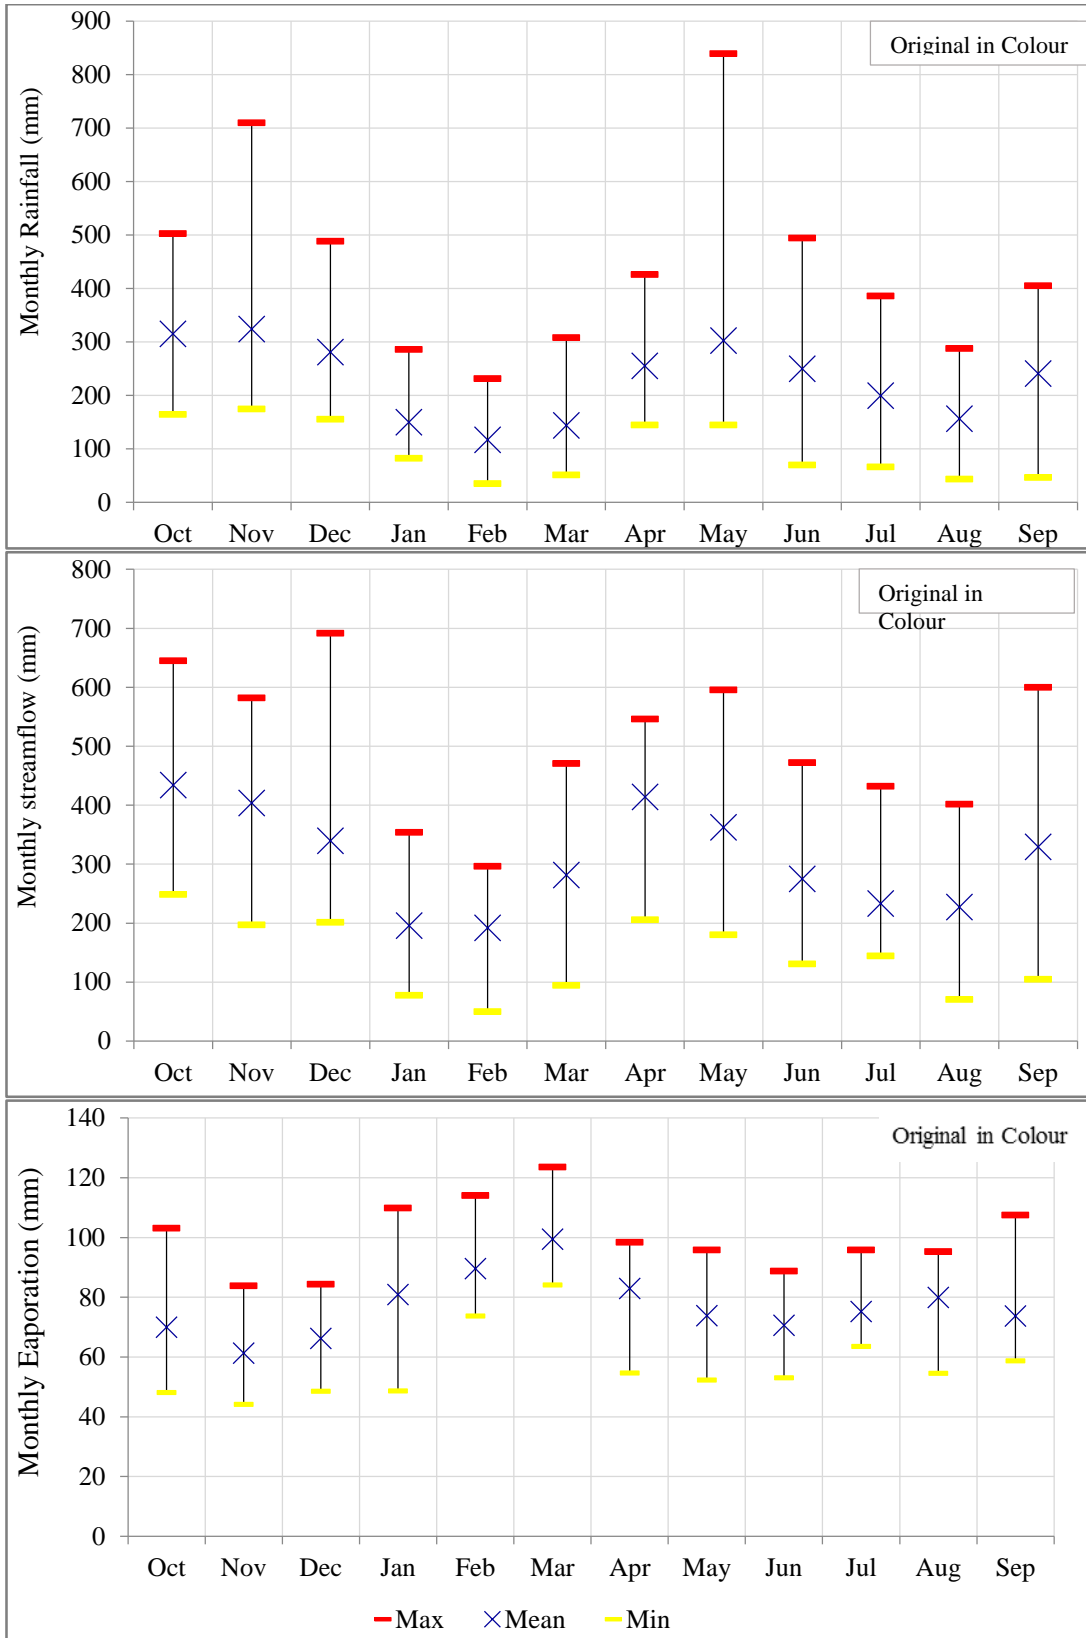 Monthly Rainfall (mm)
900
800
700
600
500
400
300
200
100
0
Original in Colour
Oct Nov Dec Jan Feb Mar Apr May Jun Jul Aug Sep
Monthly streamflow (mm)
800
700
600
500
400
300
200
100
0
Original in
Colour
Oct Nov Dec Jan Feb Mar Apr May Jun Jul Aug Sep
Monthly Eaporation (mm)
140
120
100
80
60
40
20
0
Original in Colour
Oct Nov Dec Jan Feb Mar Apr May Jun Jul Aug Sep
Max Mean Min